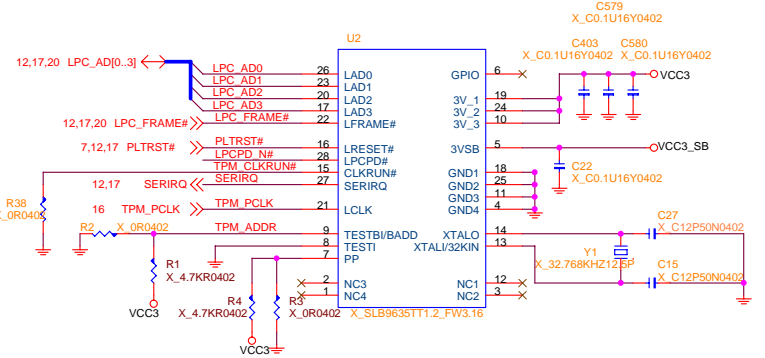 C579
X_C0.1U16Y0402
C403 C580
X_C0.1U16Y0402 X_C0.1U16Y0402
U2
12,17,20 LPC_AD[0..3]
LPC_AD0 26 LAD0 GPIO 6
LPC_AD1 23 LAD1
LPC_AD2 20 LAD2 3V_1 19
LPC_AD3 17 LAD3 3V_2 24
12,17,20 LPC_FRAME# LPC_FRAME# 22 LFRAME# 3V_3 10
VCC3
7,12,17 PLTRST# PLTRST# 16 LRESET# 3VSB 5 VCC3_SB
LPCPD_N# 28 LPCPD#
TPM_CLKRUN# 15 CLKRUN# GND1 18
12,17 SERIRQ SERIRQ 27 SERIRQ GND2 25
GND3 11
C22
X_C0.1U16Y0402
R38
X_0R0402
16 TPM_PCLK 21 LCLK GND4 4
R2 X_0R0402 TPM_ADDR 9 TESTBI/BADD XTALO 14
8 TESTI XTALI/32KIN 13
7 PP
C27
X_C12P50N0402
Y1
X_32.768KHZ12.5P
C15
X_C12P50N0402
R1
X_4.7KR0402
VCC3
2 NC3 NC1 12
1 NC4 NC2 3
R4
X_4.7KR0402
R3
X_0R0402
X_SLB9635TT1.2_FW3.16
VCC3